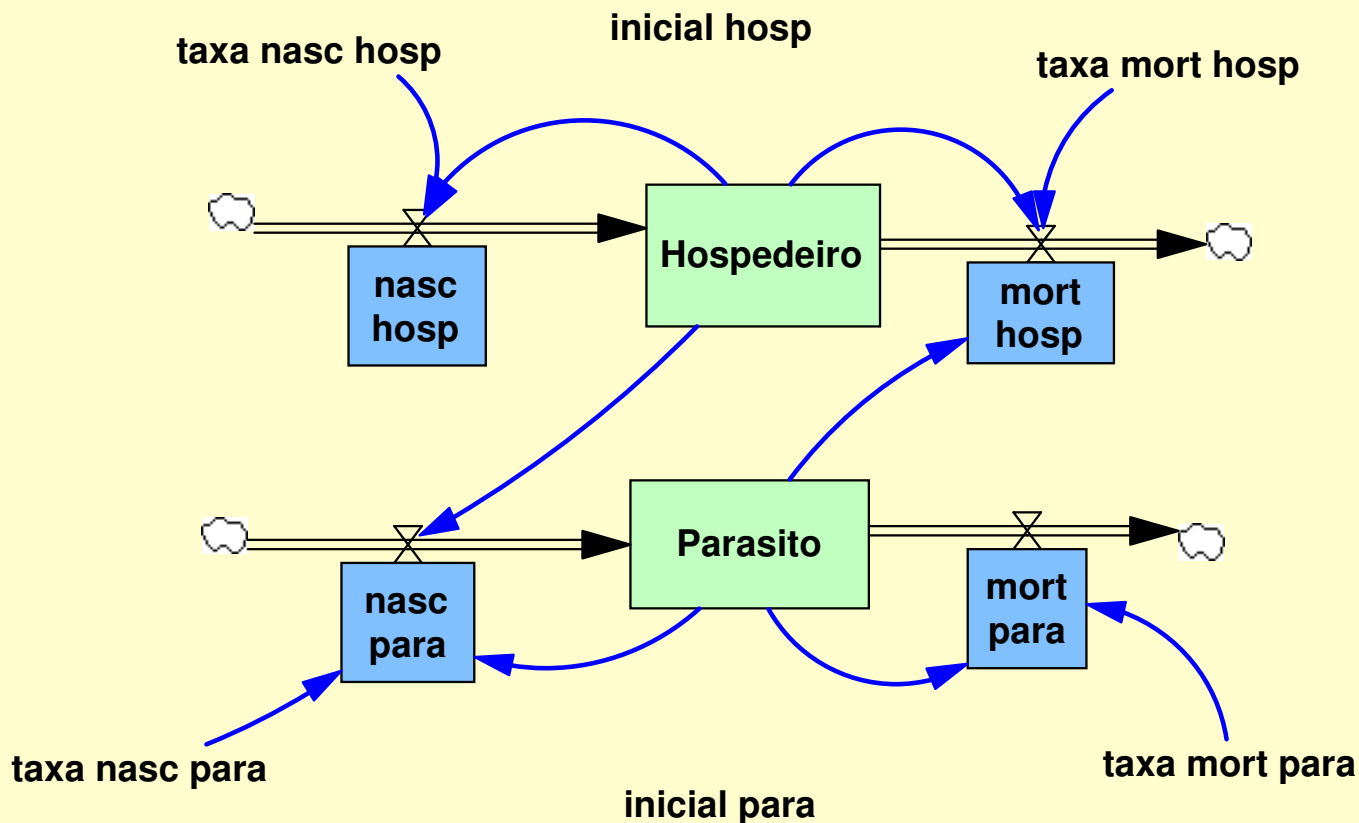 inicial hosp
taxa nasc hosp
taxa mort hosp
Hospedeiro
nasc
hosp
mort
hosp
Parasito
nasc
para
mort
para
taxa nasc para
taxa mort para
inicial para